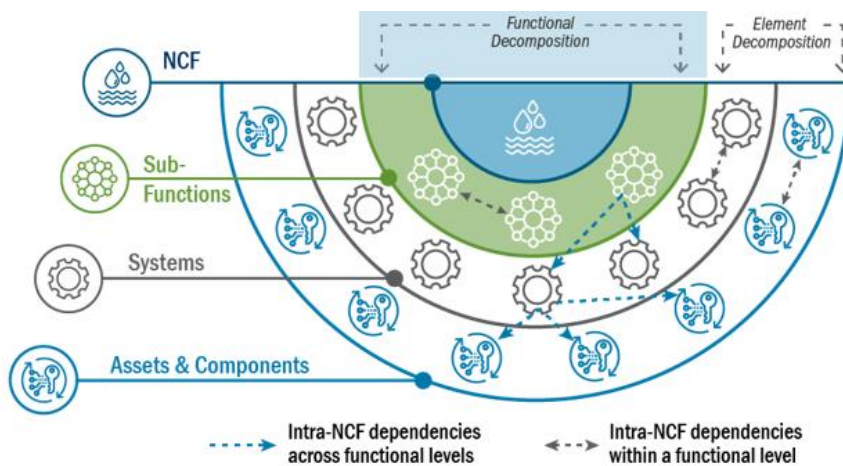 Functional
Decomposition
Element
Decomposition
NCF
Sub-
Functions
Systems
Assets & Components
Intra-NCF dependencies
across functional levels
Intra-NCF dependencies
within a functional level